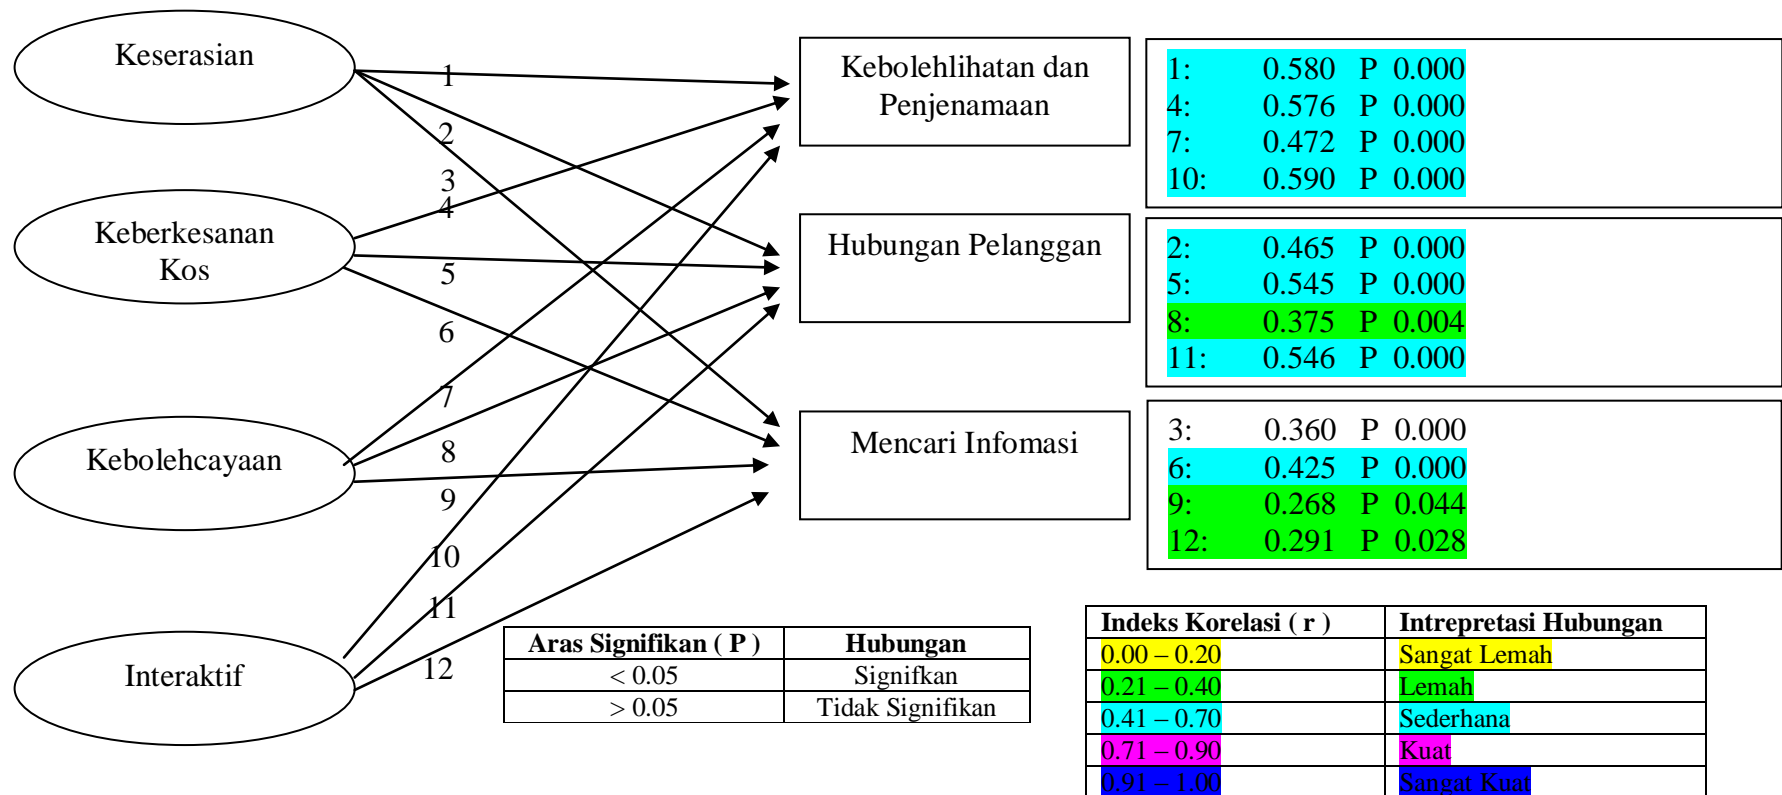 Keserasian
Keberkesanan
Kos
Kebolehcayaan
Interaktif
1
2
3
4
5
6
7
8
9
10
11
12
Kebolehlihatan dan
Penjenamaan
Hubungan Pelanggan
Mencari Infomasi
1: 0.580 P 0.000
4: 0.576 P 0.000
7: 0.472 P 0.000
10: 0.590 P 0.000
2: 0.465 P 0.000
5: 0.545 P 0.000
8: 0.375 P 0.004
11: 0.546 P 0.000
3: 0.360 P 0.000
6: 0.425 P 0.000
9: 0.268 P 0.044
12: 0.291 P 0.028
Aras Signifikan ( P ) Hubungan
< 0.05 Signifkan
> 0.05 Tidak Signifikan
Indeks Korelasi ( r ) Intrepretasi Hubungan
0.00 – 0.20 Sangat Lemah
0.21 – 0.40 Lemah
0.41 – 0.70 Sederhana
0.71 – 0.90 Kuat
0.91 – 1.00 Sangat Kuat